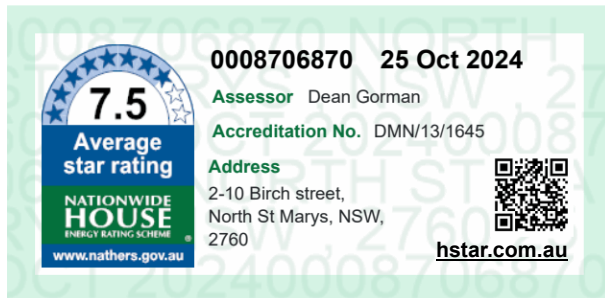 0008706870 25 Oct 2024
7.5
Average
star rating
NATIONWIDE
HOUSE
ENERGY RATING SCHEME ®
www.nathers.gov.au
Assessor Dean Gorman
Accreditation No. DMN/13/1645
Address
2-10 Birch street,
North St Marys, NSW,
2760
hstar.com.au